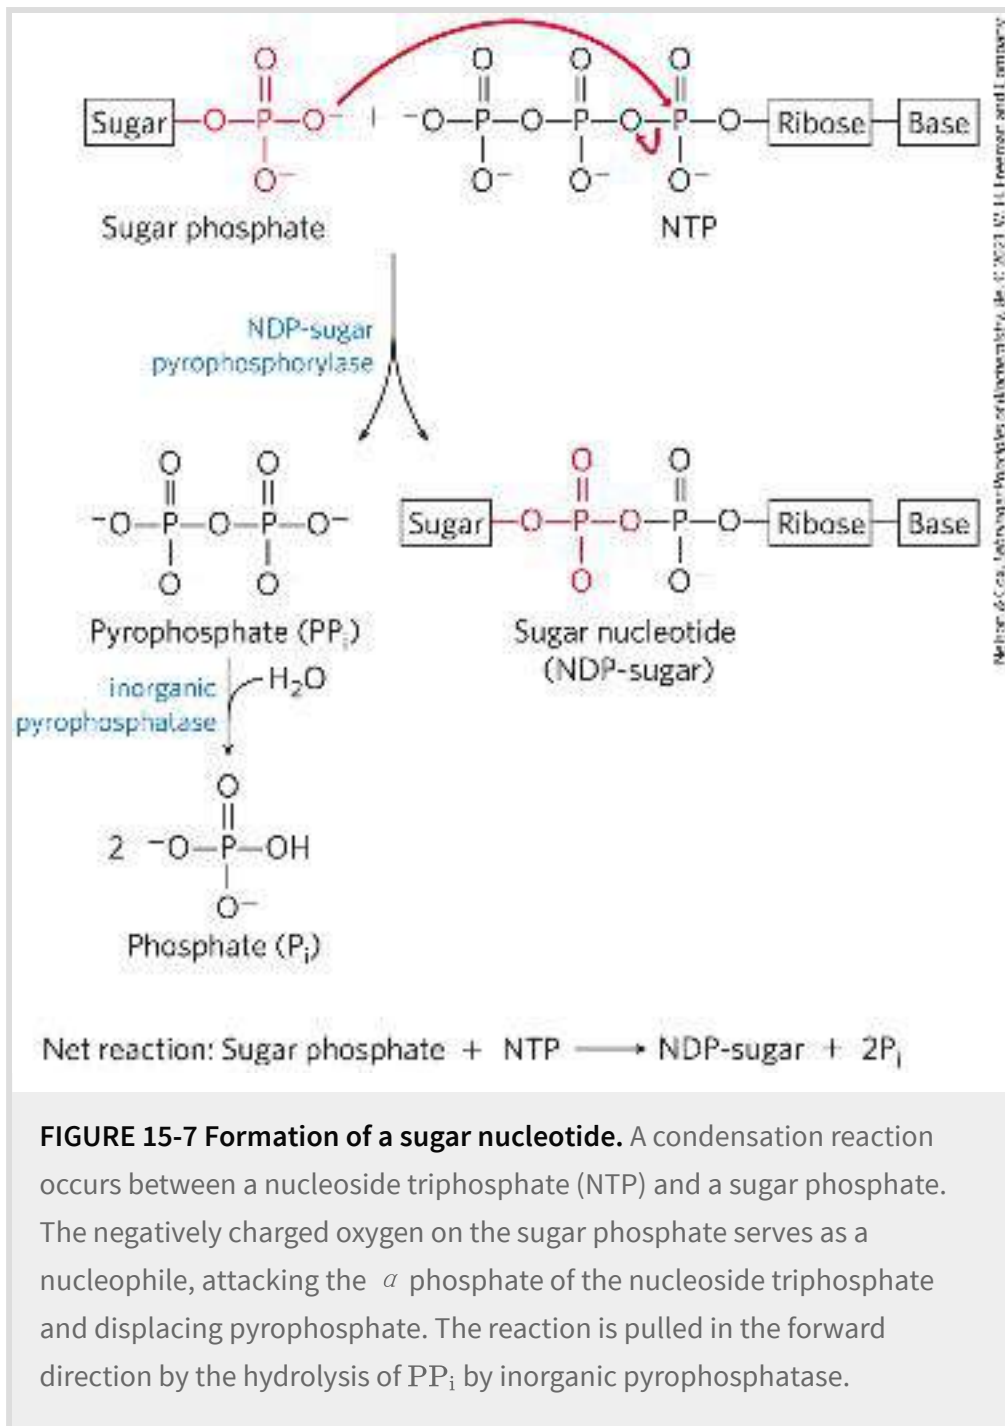 O O O O
Sugar—O—P—O⁻ + ⁻O—P—O—P—O—P—O—Ribose—Base
O⁻ O⁻ O⁻ O⁻
Sugar phosphate NTP
NDP-sugar
pyrophosphorylase
O O O O
⁻O—P—O—P—O⁻ Sugar—O—P—O—P—O—Ribose—Base
O O O O⁻
Pyrophosphate (PPᵢ) Sugar nucleotide
(NDP-sugar)
inorganic H₂O
pyrophosphatase
O
2 ⁻O—P—OH
O⁻
Phosphate (Pᵢ)
Net reaction: Sugar phosphate + NTP ⟶ NDP-sugar + 2Pᵢ
FIGURE 15-7 Formation of a sugar nucleotide. A condensation reaction
occurs between a nucleoside triphosphate (NTP) and a sugar phosphate.
The negatively charged oxygen on the sugar phosphate serves as a
nucleophile, attacking the α phosphate of the nucleoside triphosphate
and displacing pyrophosphate. The reaction is pulled in the forward
direction by the hydrolysis of PPᵢ by inorganic pyrophosphatase.